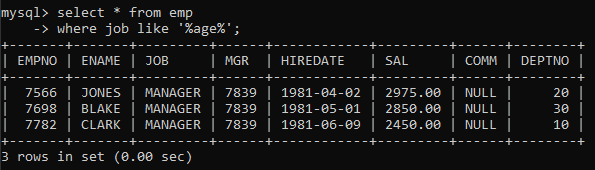 mysql> select * from emp
    -> where job like '%age%';
+-------+-------+---------+------+------------+---------+------+--------+
| EMPNO | ENAME | JOB     | MGR  | HIREDATE   | SAL     | COMM | DEPTNO |
+-------+-------+---------+------+------------+---------+------+--------+
|  7566 | JONES | MANAGER | 7839 | 1981-04-02 | 2975.00 | NULL |     20 |
|  7698 | BLAKE | MANAGER | 7839 | 1981-05-01 | 2850.00 | NULL |     30 |
|  7782 | CLARK | MANAGER | 7839 | 1981-06-09 | 2450.00 | NULL |     10 |
+-------+-------+---------+------+------------+---------+------+--------+
3 rows in set (0.00 sec)